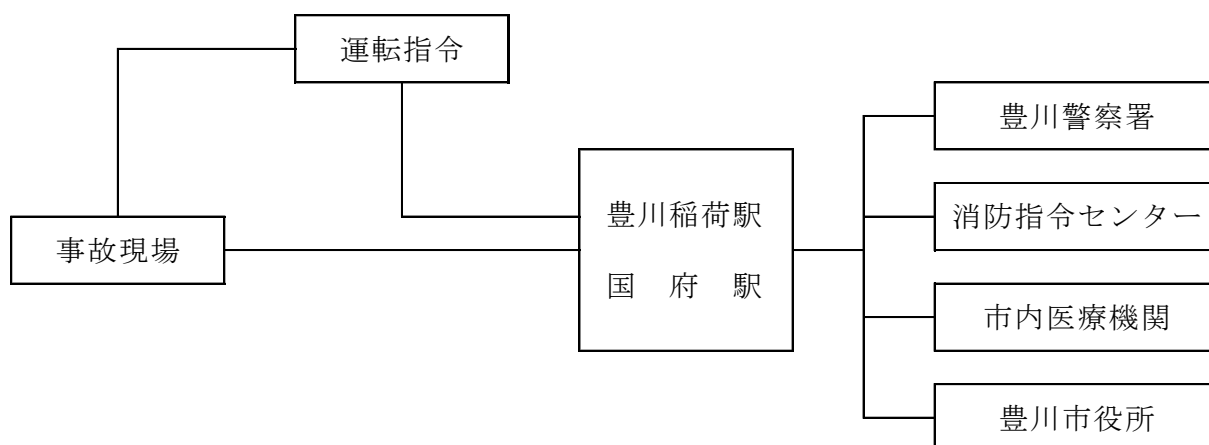 運転指令
豊川警察署
豊川稲荷駅
消防指令センター
事故現場
国　府　駅
市内医療機関
豊川市役所